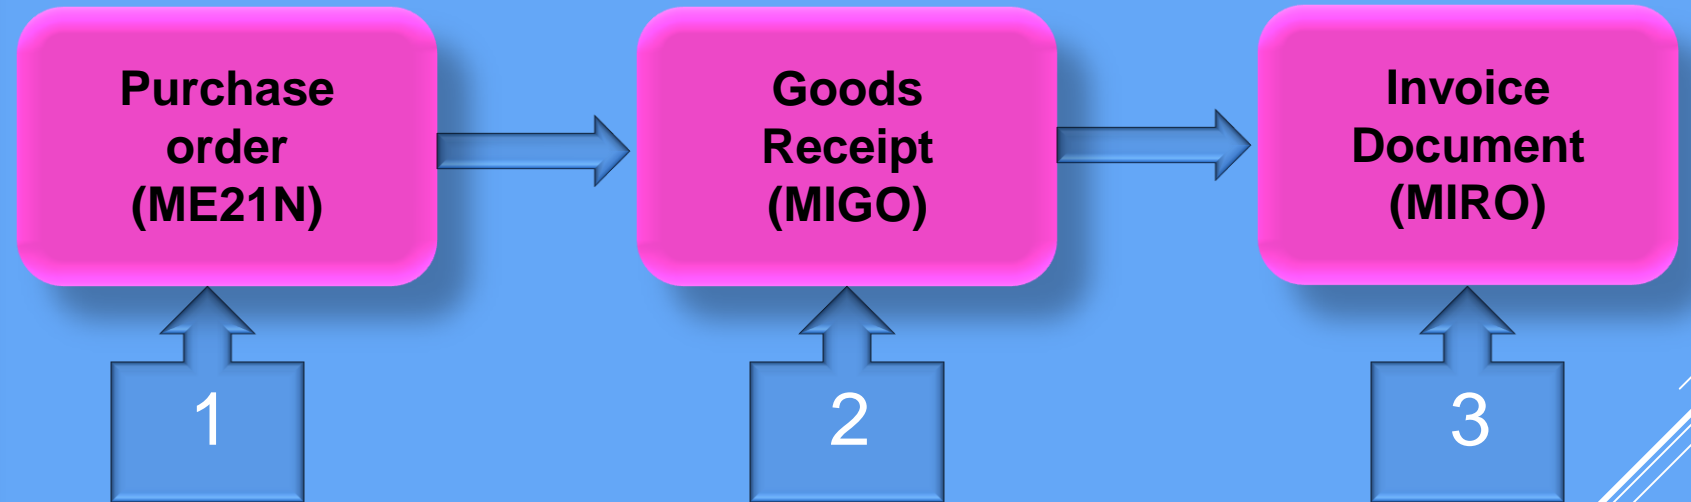 Purchase
order
(ME21N)
Goods
Receipt
(MIGO)
Invoice
Document
(MIRO)
1
2
3